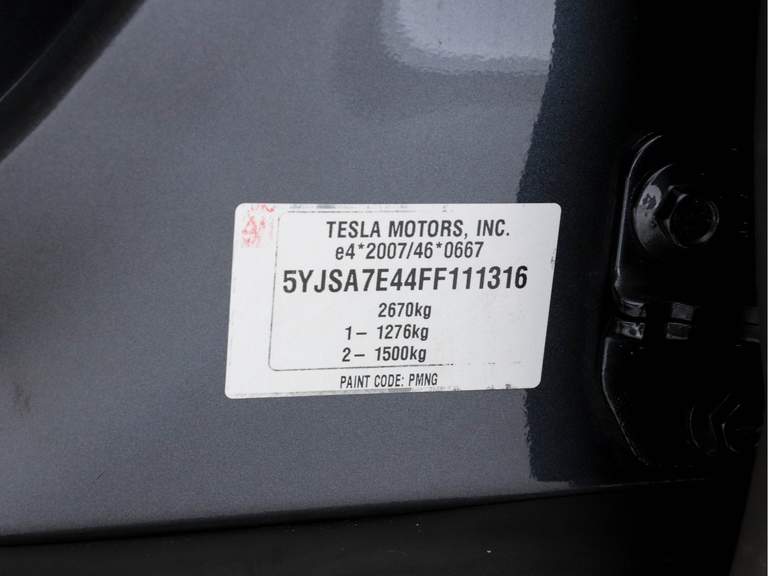 TESLA MOTORS, INC.
e4*2007/46*0667
5YJSA7E44FF111316
2670kg
1– 1276kg
2– 1500kg
PAINT CODE: PMNG